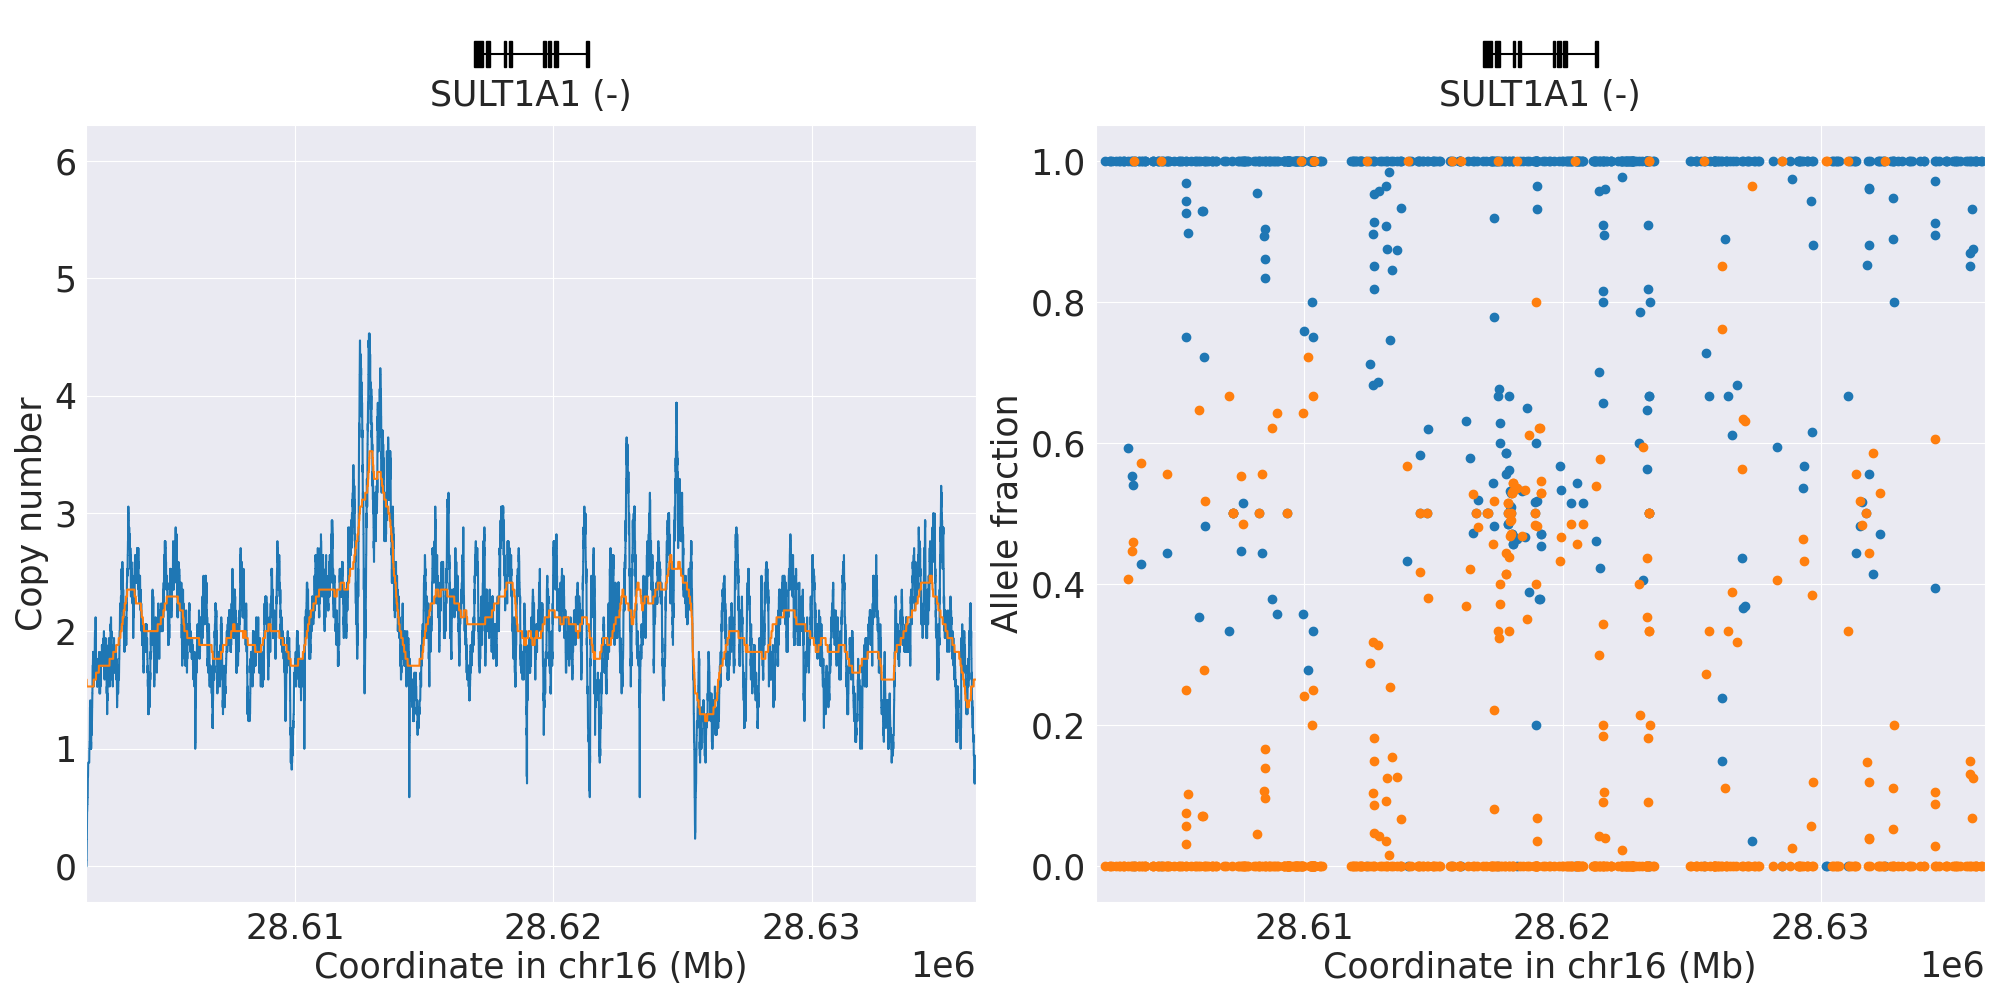 SULT1A1 (-)
Copy number
6
5
4
3
2
1
0
28.61
28.62
28.63
Coordinate in chr16 (Mb)
1e6
SULT1A1 (-)
Allele fraction
1.0
0.8
0.6
0.4
0.2
0.0
28.61
28.62
28.63
Coordinate in chr16 (Mb)
1e6